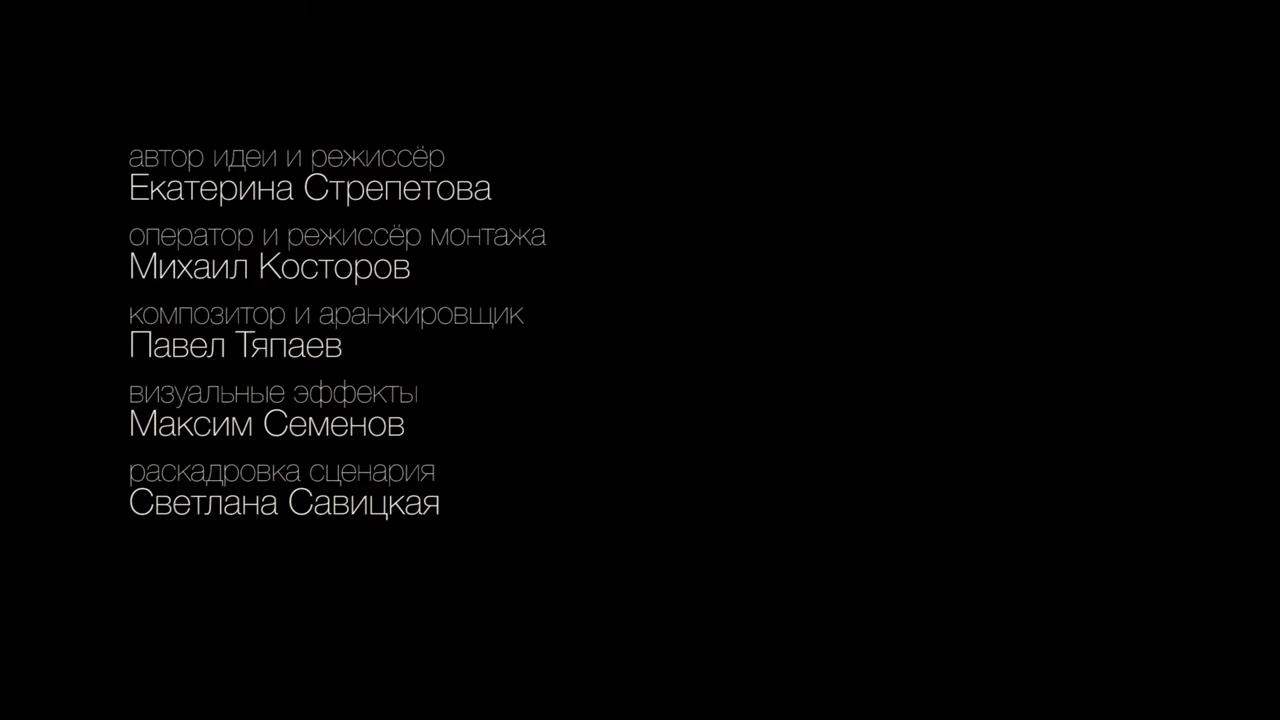 автор идеи и режиссёр
Екатерина Стрепетова
оператор и режиссёр монтажа
Михаил Косторов
композитор и аранжировщик
Павел Тяпаев
визуальные эффекты
Максим Семенов
раскадровка сценария
Светлана Савицкая